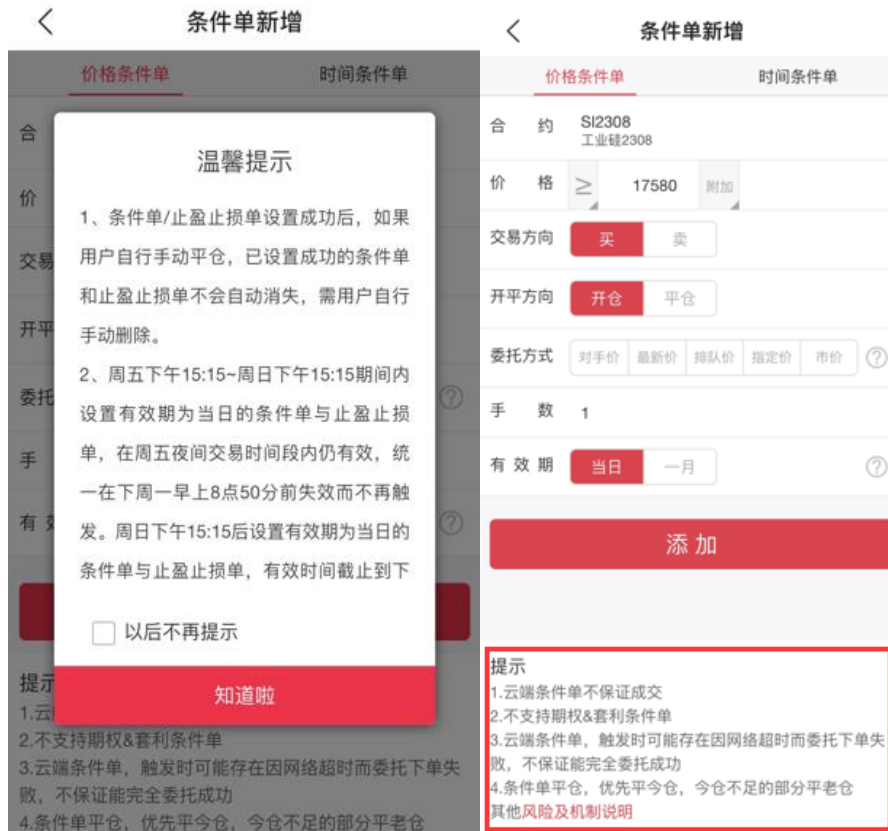 条件单新增
价格条件单 时间条件单
合
价
交易
开平
委托
手
有 效
温馨提示
1、条件单/止盈止损单设置成功后，如果
用户自行手动平仓，已设置成功的条件单
和止盈止损单不会自动消失，需用户自行
手动删除。
2、周五下午15:15~周日下午15:15期间内
设置有效期为当日的条件单与止盈止损
单，在周五夜间交易时间段内仍有效，统
一在下周一早上8点50分前失效而不再触
发。周日下午15:15后设置有效期为当日的
条件单与止盈止损单，有效时间截止到下
以后不再提示
知道啦
提示
1.云
2.不支持期权&套利条件单
3.云端条件单，触发时可能存在因网络超时而委托下单失
败，不保证能完全委托成功
4.条件单平仓，优先平今仓，今仓不足的部分平老仓
条件单新增
价格条件单 时间条件单
合 约 SI2308
工业硅2308
价 格 ≥ 17580 附加
交易方向 买 卖
开平方向 开仓 平仓
委托方式 对手价 最新价 排队价 指定价 市价 ?
手 数 1
有 效 期 当日 一月 ?
添 加
提示
1.云端条件单不保证成交
2.不支持期权&套利条件单
3.云端条件单，触发时可能存在因网络超时而委托下单失
败，不保证能完全委托成功
4.条件单平仓，优先平今仓，今仓不足的部分平老仓
其他风险及机制说明